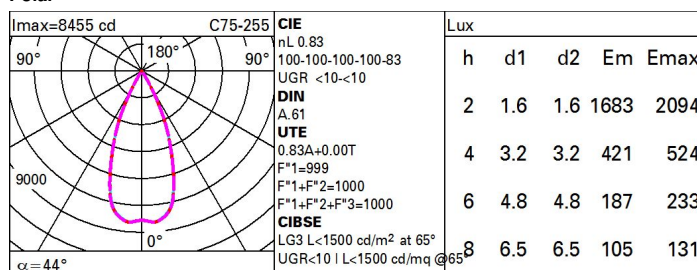 Imax=8455 cd C75-255
90° 180° 90°
9000
0°
α=44°
CIE
nL 0.83
100-100-100-100-83
UGR <10-<10
DIN
A.61
UTE
0.83A+0.00T
F"1=999
F"1+F"2=1000
F"1+F"2+F"3=1000
CIBSE
LG3 L<1500 cd/m² at 65°
UGR<10 | L<1500 cd/mq @65°
Lux
h d1 d2 Em Emax
2 1.6 1.6 1683 2094
4 3.2 3.2 421 524
6 4.8 4.8 187 233
8 6.5 6.5 105 131